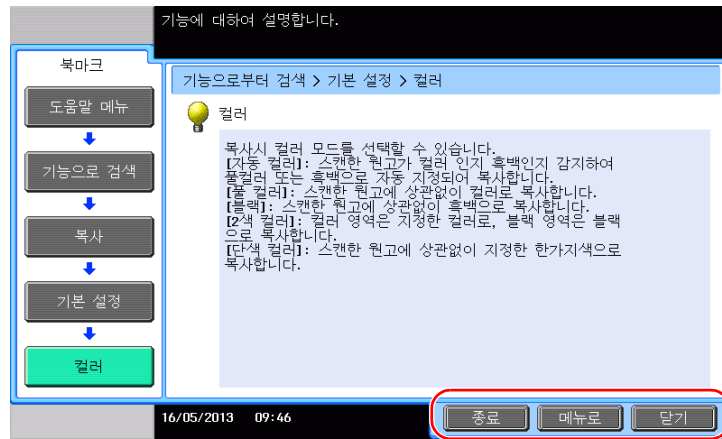 기능에 대하여 설명합니다.
북마크
도움말 메뉴
기능으로 검색
복사
기본 설정
컬러
기능으로부터 검색 > 기본 설정 > 컬러
컬러
복사시 컬러 모드를 선택할 수 있습니다.
[자동 컬러]: 스캔한 원고가 컬러 인지 흑백인지 감지하여
풀컬러 또는 흑백으로 자동 지정되어 복사합니다.
[풀 컬러]: 스캔한 원고에 상관없이 컬러로 복사합니다.
[블랙]: 스캔한 원고에 상관없이 흑백으로 복사합니다.
[2색 컬러]: 컬러 영역은 지정한 컬러로, 블랙 영역은 블랙
으로 복사합니다.
[단색 컬러]: 스캔한 원고에 상관없이 지정한 한가지색으로
복사합니다.
16/05/2013 09:46
종료 메뉴로 닫기